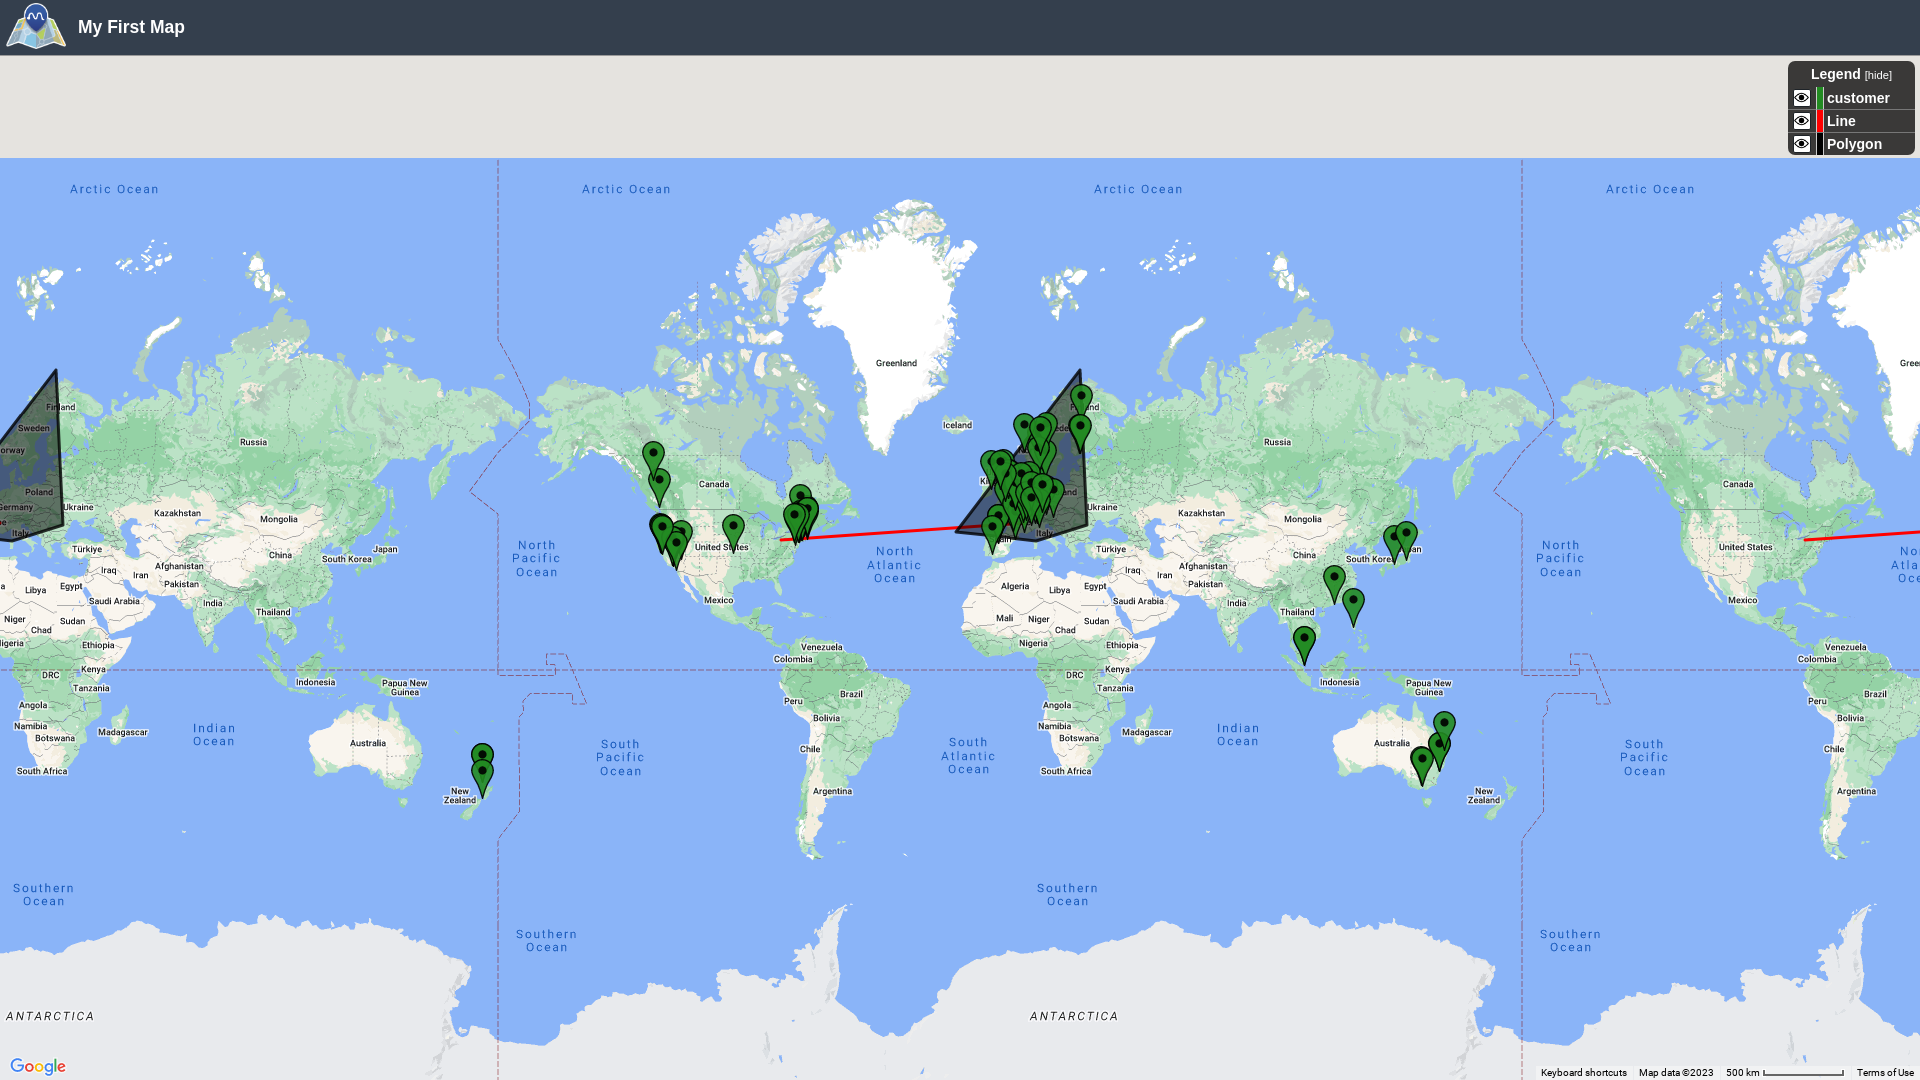 My First Map
Legend [hide]
customer
Line
Polygon
Arctic Ocean
Arctic Ocean
Arctic Ocean
Arctic Ocean
Greenland
Iceland
Finland
Sweden
Russia
Russia
Poland
Canada
Canada
Ukraine
Ukraine
Kazakhstan
Kazakhstan
Mongolia
Mongolia
Italy
Italy
United States
United States
Türkiye
Türkiye
China
China
Japan
South Korea
South Korea
Afghanistan
Afghanistan
Iraq
Iraq
Iran
Iran
Pakistan
Pakistan
North
Pacific
Ocean
North
Atlantic
Ocean
North
Pacific
Ocean
Libya
Egypt
Saudi Arabia
India
Thailand
Mexico
Algeria
Libya
Egypt
Saudi Arabia
India
Thailand
Mexico
Niger
Chad
Sudan
Mali
Niger
Chad
Sudan
Ethiopia
Nigeria
Ethiopia
Venezuela
Colombia
Venezuela
Colombia
DRC
Kenya
Tanzania
Indonesia
Papua New
Guinea
DRC
Kenya
Tanzania
Indonesia
Papua New
Guinea
Peru
Brazil
Bolivia
Peru
Brazil
Bolivia
Angola
Namibia
Botswana
Madagascar
South Africa
Angola
Namibia
Botswana
Madagascar
South Africa
Indian
Ocean
Indian
Ocean
Australia
Australia
South
Pacific
Ocean
South
Atlantic
Ocean
South
Pacific
Ocean
Chile
Argentina
Chile
Argentina
New
Zealand
New
Zealand
Southern
Ocean
Southern
Ocean
Southern
Ocean
Southern
Ocean
ANTARCTICA
ANTARCTICA
Google
Keyboard shortcuts
Map data ©2023
500 km
Terms of Use